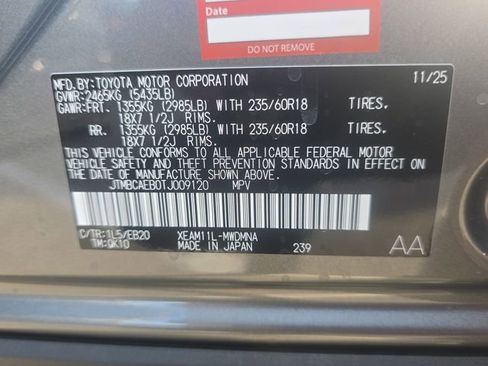 Date
DO NOT REMOVE
MFD.BY:TOYOTA MOTOR CORPORATION 11/25
GVWR:2465KG (5435LB)
GAWR:FRT. 1355KG (2985LB) WITH 235/60R18 TIRES,
18X7 1/2J RIMS.
RR. 1355KG (2985LB) WITH 235/60R18 TIRES,
18X7 1/2J RIMS.
THIS VEHICLE CONFORMS TO ALL APPLICABLE FEDERAL MOTOR
VEHICLE SAFETY AND THEFT PREVENTION STANDARDS IN EFFECT
ON THE DATE OF MANUFACTURE SHOWN ABOVE.
JTMBCAEB0TJ009120 MPV
C/TR:1L5/EB20 XEAM11L-MWDMNA
TM:QK10 MADE IN JAPAN 239
AA